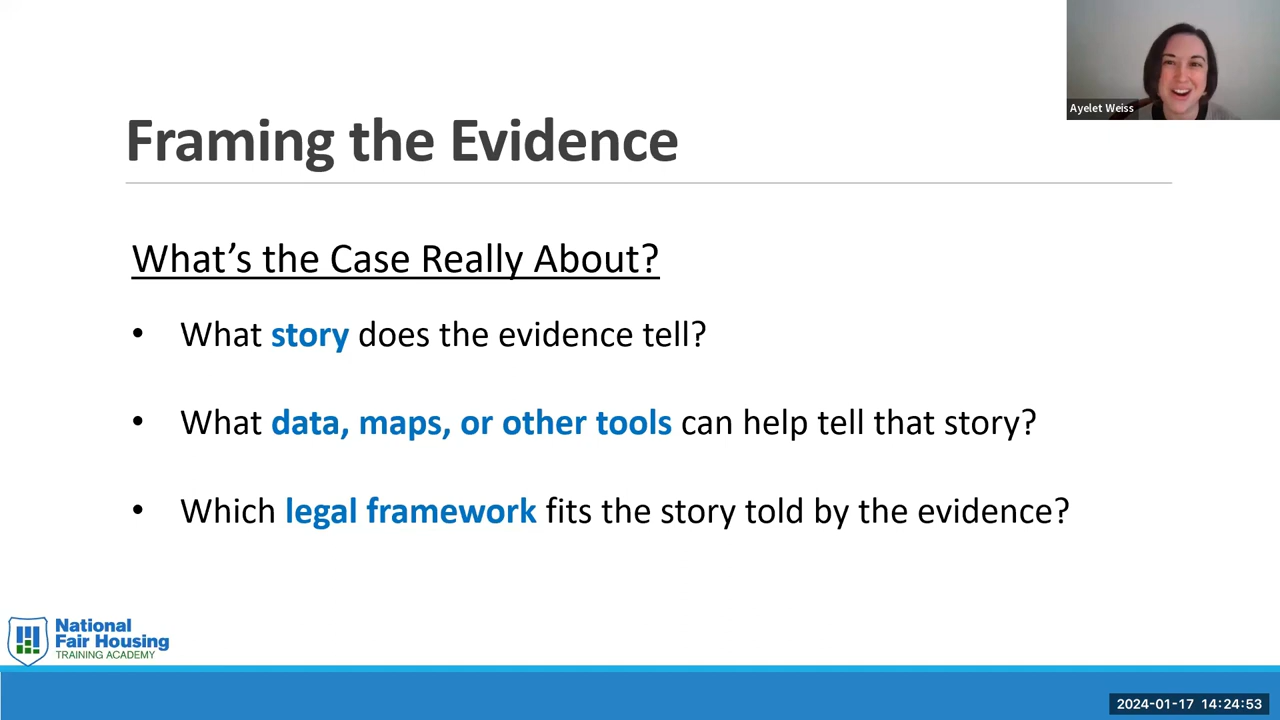 Ayelet Weiss
Framing the Evidence
What’s the Case Really About?
• What story does the evidence tell?
• What data, maps, or other tools can help tell that story?
• Which legal framework fits the story told by the evidence?
National
Fair Housing
TRAINING ACADEMY
2024-01-17 14:24:53